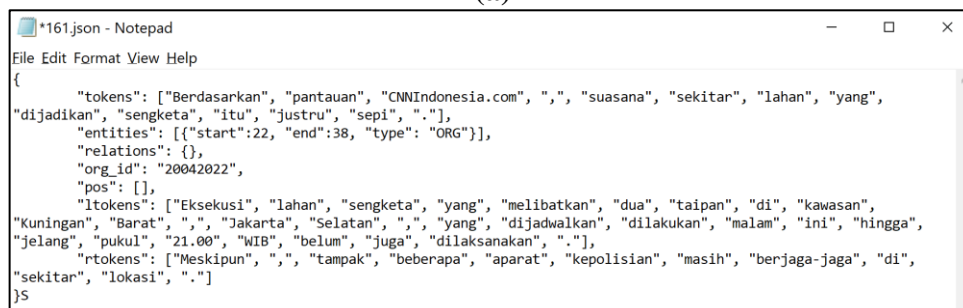 *161.json - Notepad
File Edit Format View Help
{
"tokens": ["Berdasarkan", "pantauan", "CNNIndonesia.com", ",", "suasana", "sekitar", "lahan", "yang",
"dijadikan", "sengketa", "itu", "justru", "sepi", "."],
"entities": [{"start":22, "end":38, "type": "ORG"}],
"relations": {},
"org_id": "20042022",
"pos": [],
"ltokens": ["Eksekusi", "lahan", "sengketa", "yang", "melibatkan", "dua", "taipan", "di", "kawasan",
"Kuningan", "Barat", ",", "Jakarta", "Selatan", ",", "yang", "dijadwalkan", "dilakukan", "malam", "ini", "hingga",
"jelang", "pukul", "21.00", "WIB", "belum", "juga", "dilaksanakan", "."],
"rtokens": ["Meskipun", ",", "tampak", "beberapa", "aparat", "kepolisian", "masih", "berjaga-jaga", "di",
"sekitar", "lokasi", "."]
}S